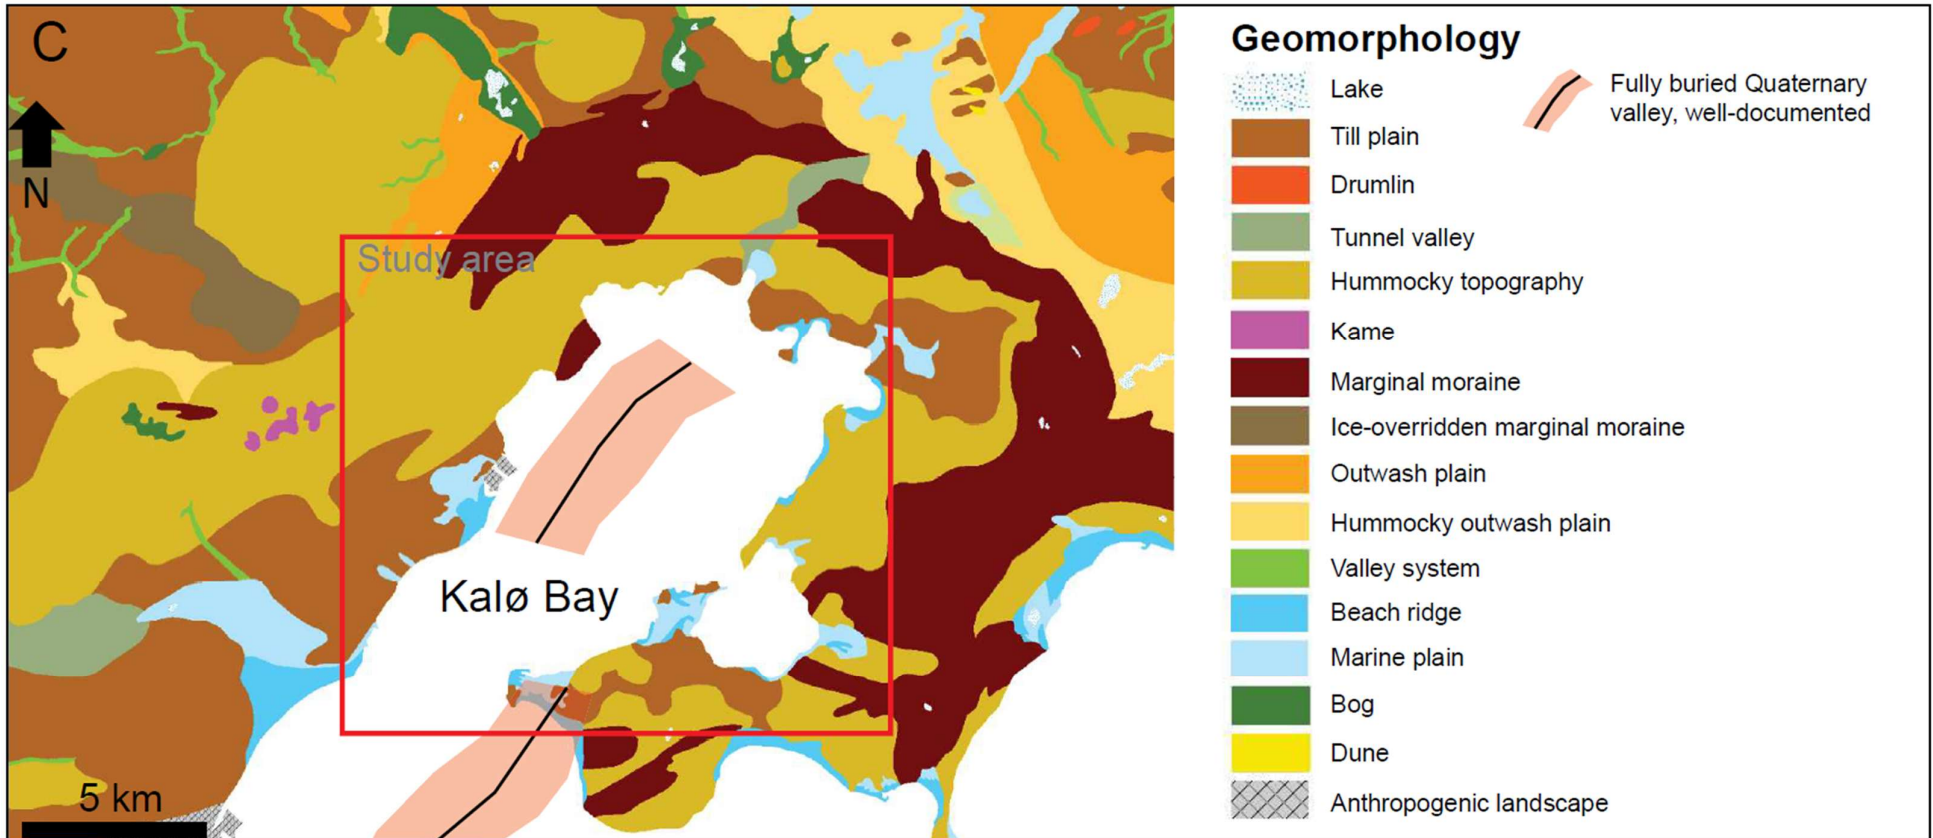 C
N
Study area
Kalø Bay
5 km
Geomorphology
Lake
Till plain
Drumlin
Tunnel valley
Hummocky topography
Kame
Marginal moraine
Ice-overridden marginal moraine
Outwash plain
Hummocky outwash plain
Valley system
Beach ridge
Marine plain
Bog
Dune
Anthropogenic landscape
Fully buried Quaternary
valley, well-documented